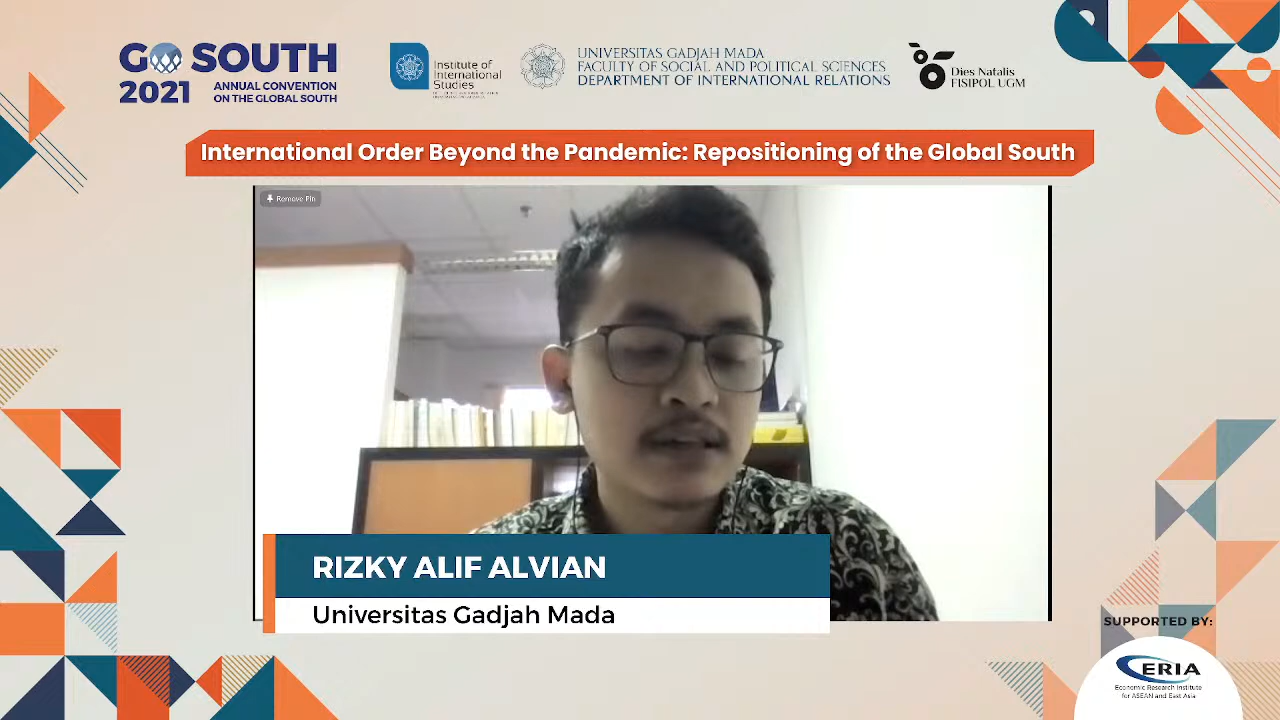 GO SOUTH
2021 ANNUAL CONVENTION
ON THE GLOBAL SOUTH
Institute of
International
Studies
UNIVERSITAS GADJAH MADA
FACULTY OF SOCIAL AND POLITICAL SCIENCES
DEPARTMENT OF INTERNATIONAL RELATIONS
Dies Natalis
FISIPOL UGM
International Order Beyond the Pandemic: Repositioning of the Global South
Remove Pin
RIZKY ALIF ALVIAN
Universitas Gadjah Mada
SUPPORTED BY:
ERIA
Economic Research Institute
for ASEAN and East Asia